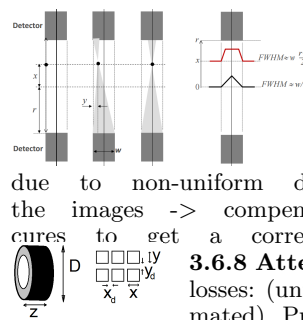 Detector
r
x
FWHM≈w
x
y
0
FWHM≈w/
r
w
Detector
due to non-uniform d
the images -> compen
cures to get a corre
3.6.8 Atte
D
y
y_d
losses: (un
x_d
x
z
mated) Pr